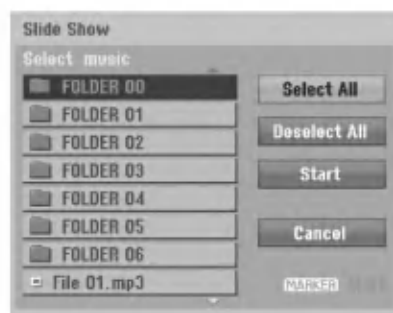 Slide Show
Select music
FOLDER 00
FOLDER 01
FOLDER 02
FOLDER 03
FOLDER 04
FOLDER 05
FOLDER 06
File 01.mp3
Select All
Deselect All
Start
Cancel
MARKER